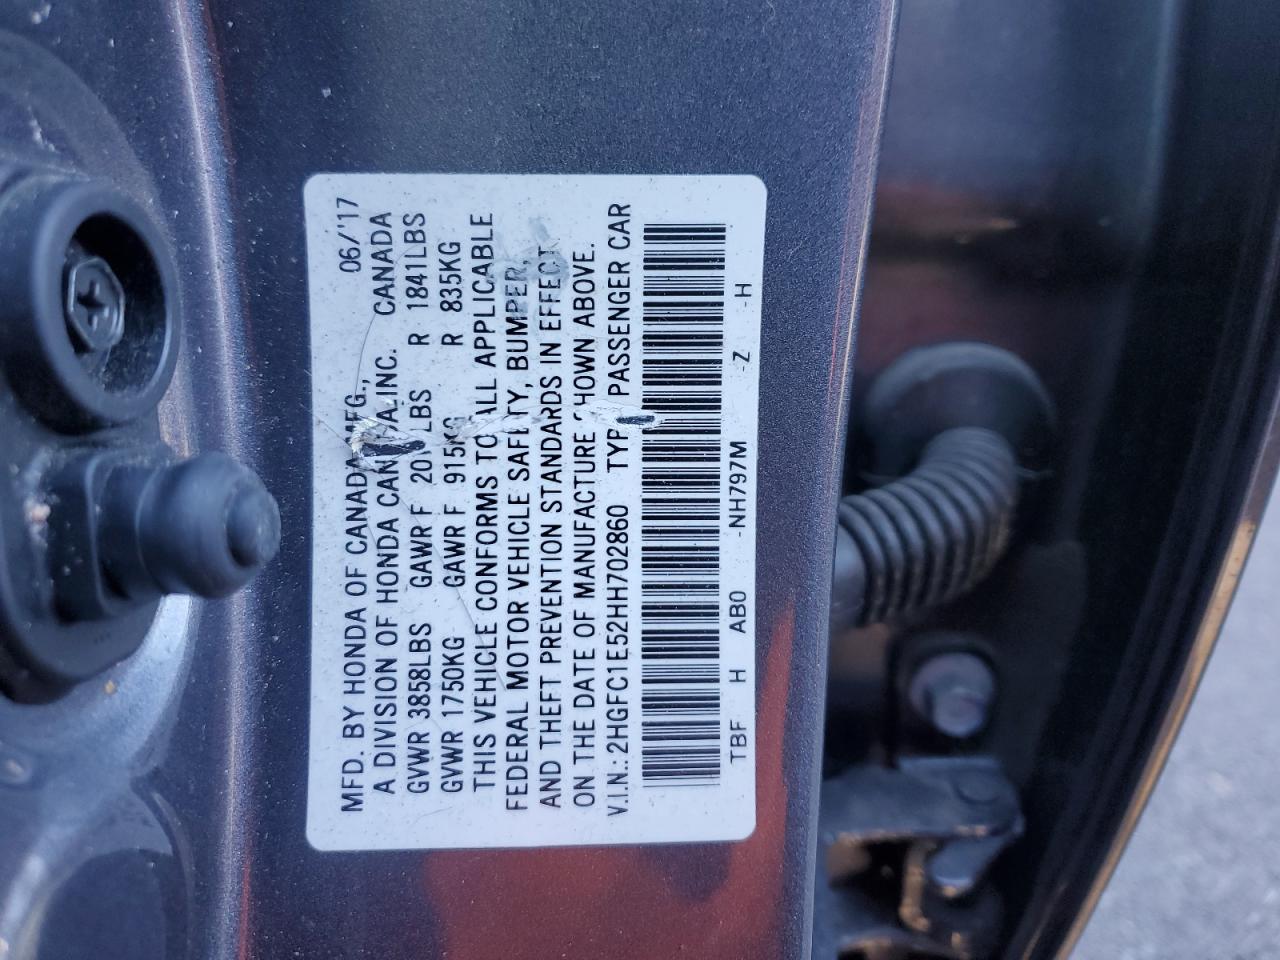 MFD. BY HONDA OF CANADA MFG., 06/'17
A DIVISION OF HONDA CANADA INC. CANADA
GVWR 3858LBS GAWR F LBS R 1841LBS
GVWR 1750KG GAWR F 915KG R 835KG
THIS VEHICLE CONFORMS TO ALL APPLICABLE
FEDERAL MOTOR VEHICLE SAFETY, BUMPER,
AND THEFT PREVENTION STANDARDS IN EFFECT
ON THE DATE OF MANUFACTURE SHOWN ABOVE.
V.I.N.: 2HGFC1E52HH702860 TYPE PASSENGER CAR
TBF H AB0 -NH797M -Z -H